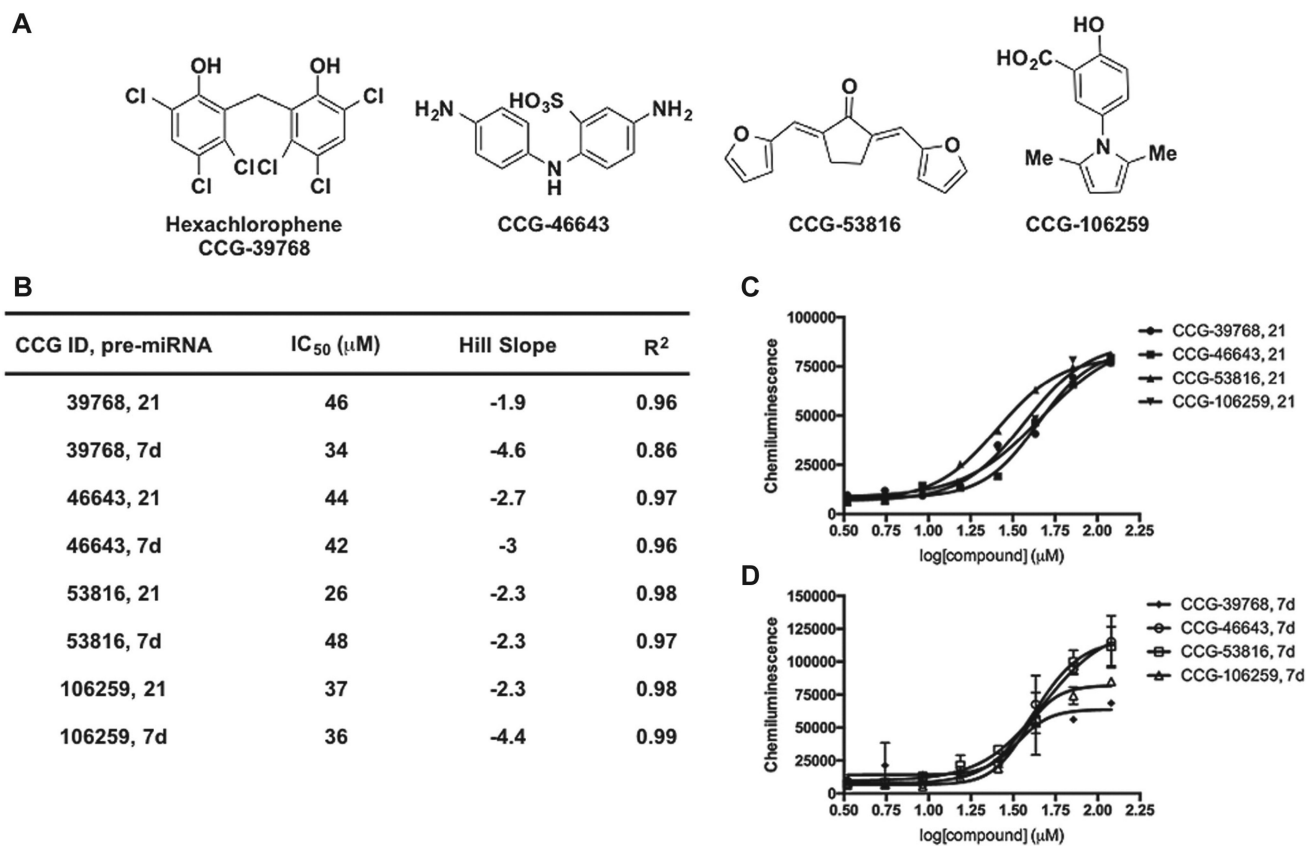 A
OH
OH
Cl
Cl
Cl
ClCl
Cl
Hexachlorophene
CCG-39768
H₂N
HO₃S
NH₂
N
H
CCG-46643
O
O
O
CCG-53816
HO
HO₂C
N
Me
Me
CCG-106259
B
CCG ID, pre-miRNA IC₅₀ (μM) Hill Slope R²
39768, 21 46 -1.9 0.96
39768, 7d 34 -4.6 0.86
46643, 21 44 -2.7 0.97
46643, 7d 42 -3 0.96
53816, 21 26 -2.3 0.98
53816, 7d 48 -2.3 0.97
106259, 21 37 -2.3 0.98
106259, 7d 36 -4.4 0.99
C
Chemiluminescence
100000
75000
50000
25000
0
0.50 0.75 1.00 1.25 1.50 1.75 2.00 2.25
log[compound] (μM)
CCG-39768, 21
CCG-46643, 21
CCG-53816, 21
CCG-106259, 21
D
Chemiluminescence
150000
125000
100000
75000
50000
25000
0
0.50 0.75 1.00 1.25 1.50 1.75 2.00 2.25
log[compound] (μM)
CCG-39768, 7d
CCG-46643, 7d
CCG-53816, 7d
CCG-106259, 7d